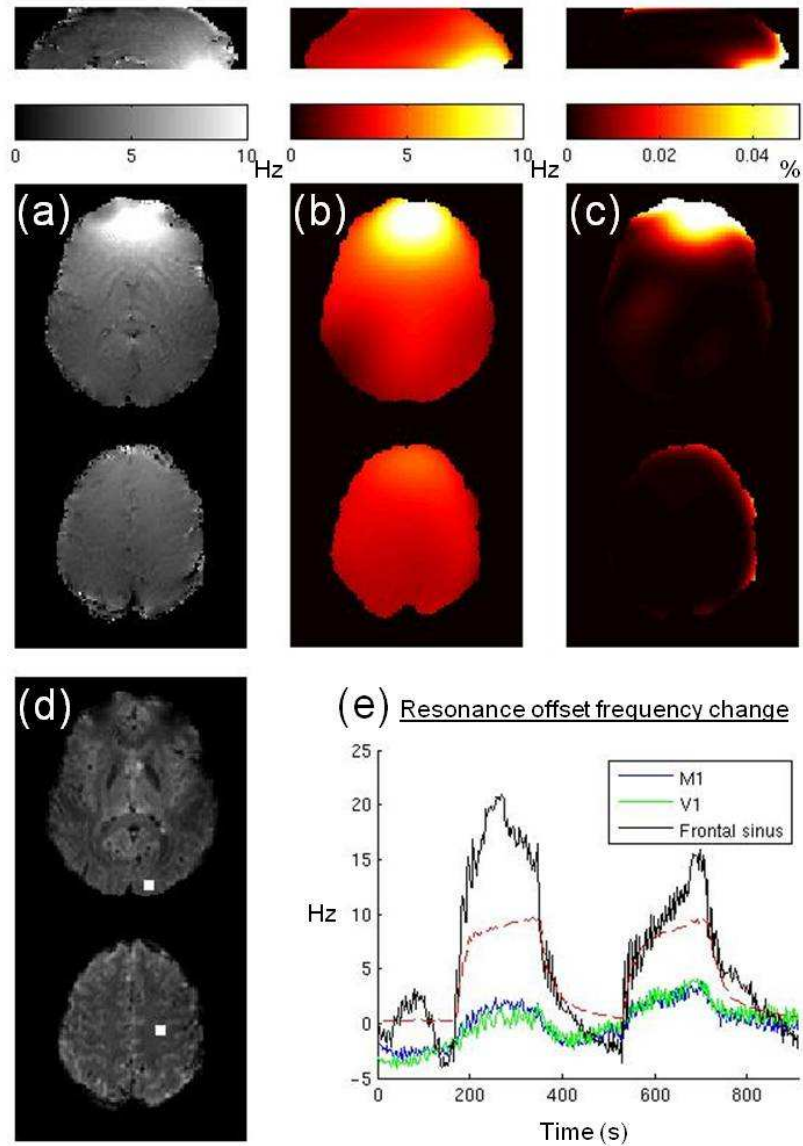 0 5 10 Hz
0 5 10 Hz
0 0.02 0.04 %
(a)
(b)
(c)
(d)
(e) Resonance offset frequency change
25
20
15
10
5
0
−5
Hz
M1
V1
Frontal sinus
0 200 400 600 800
Time (s)